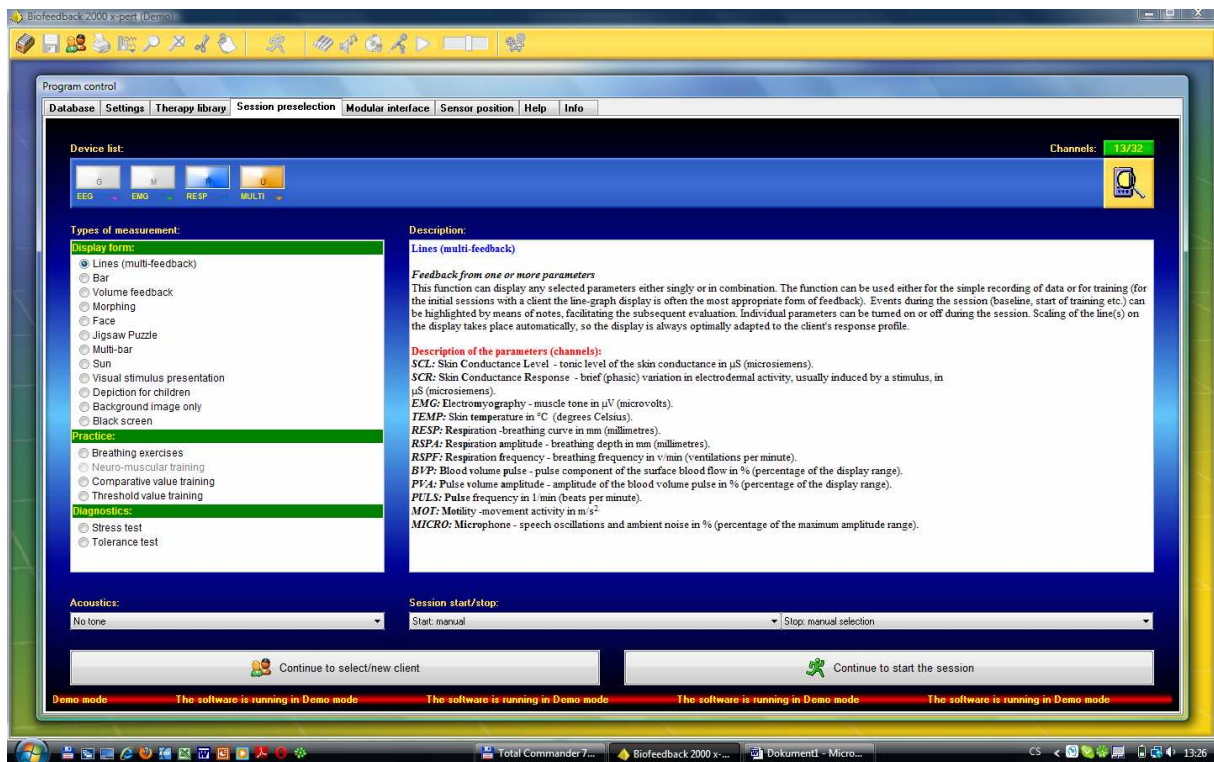 Biofeedback 2000 x-pert (Demo)
Program control
Database Settings Therapy library Session preselection Modular interface Sensor position Help Info
Device list:
Channels: 13/32
G M R U
EEG EMG RESP MULTI
Types of measurement:
Display form:
Lines (multi-feedback)
Bar
Volume feedback
Morphing
Face
Jigsaw Puzzle
Multi-bar
Sun
Visual stimulus presentation
Depiction for children
Background image only
Black screen
Practice:
Breathing exercises
Neuro-muscular training
Comparative value training
Threshold value training
Diagnostics:
Stress test
Tolerance test
Description:
Lines (multi-feedback)
Feedback from one or more parameters
This function can display any selected parameters either singly or in combination. The function can be used either for the simple recording of data or for training (for
the initial sessions with a client the line-graph display is often the most appropriate form of feedback). Events during the session (baseline, start of training etc.) can
be highlighted by means of notes, facilitating the subsequent evaluation. Individual parameters can be turned on or off during the session. Scaling of the line(s) on
the display takes place automatically, so the display is always optimally adapted to the client's response profile.
Description of the parameters (channels):
SCL: Skin Conductance Level - tonic level of the skin conductance in µS (microsiemens).
SCR: Skin Conductance Response - brief (phasic) variation in electrodermal activity, usually induced by a stimulus, in
µS (microsiemens).
EMG: Electromyography - muscle tone in µV (microvolts).
TEMP: Skin temperature in °C (degrees Celsius).
RESP: Respiration -breathing curve in mm (millimetres).
RSPA: Respiration amplitude - breathing depth in mm (millimetres).
RSPF: Respiration frequency - breathing frequency in v/min (ventilations per minute).
BVP: Blood volume pulse - pulse component of the surface blood flow in % (percentage of the display range).
PVA: Pulse volume amplitude - amplitude of the blood volume pulse in % (percentage of the display range).
PULS: Pulse frequency in 1/min (beats per minute).
MOT: Motility -movement activity in m/s²
MICRO: Microphone - speech oscillations and ambient noise in % (percentage of the maximum amplitude range).
Acoustics:
No tone
Session start/stop:
Start: manual
Stop: manual selection
Continue to select/new client
Continue to start the session
Demo mode The software is running in Demo mode The software is running in Demo mode The software is running in Demo mode The software is running in Demo mode
Total Commander 7... Biofeedback 2000 x-... Dokument1 - Micro... CS 13:26